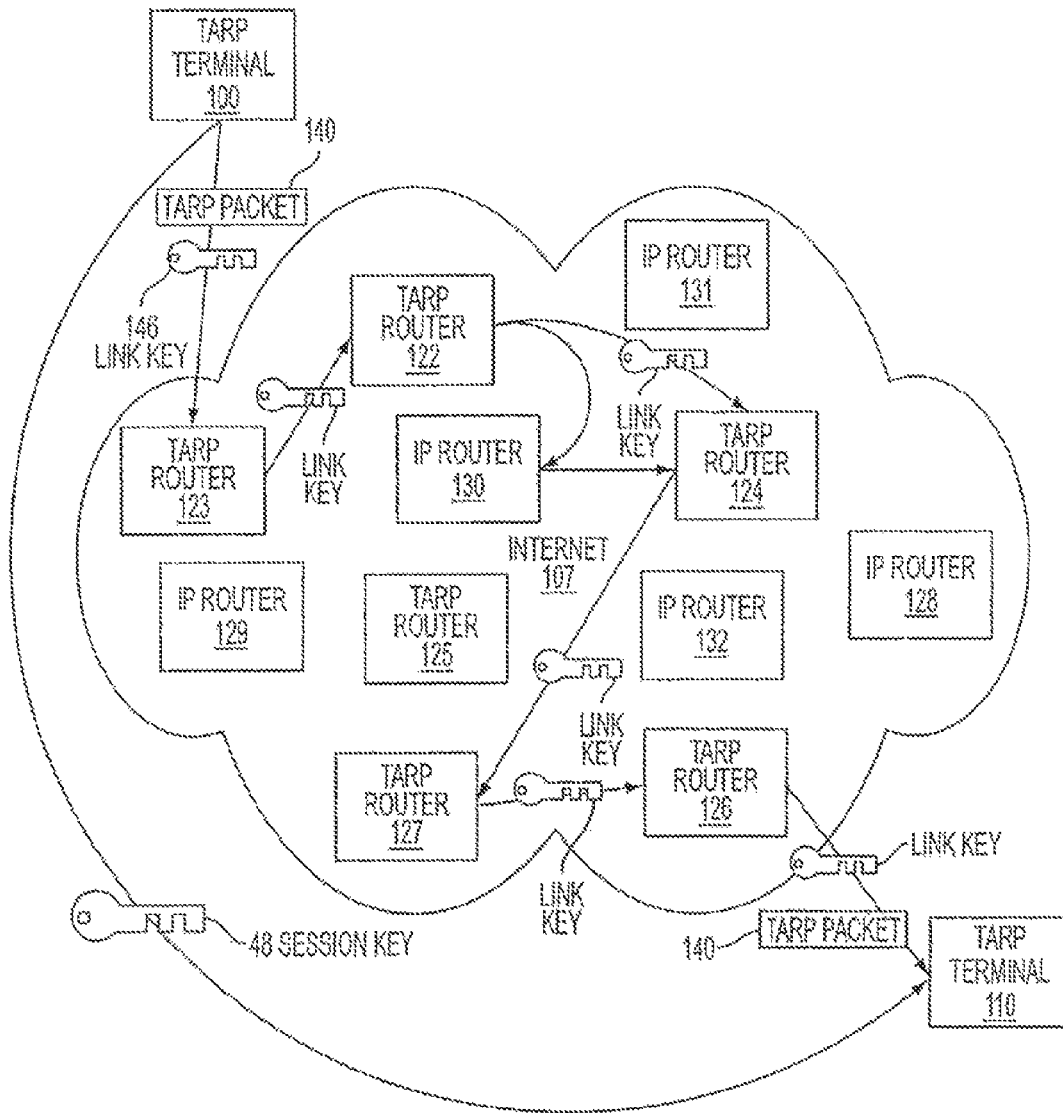 TARP
TERMINAL
100
140
TARP PACKET
146
LINK KEY
IP ROUTER
131
TARP
ROUTER
122
LINK
KEY
LINK
KEY
TARP
ROUTER
123
IP ROUTER
130
TARP
ROUTER
124
INTERNET
107
IP ROUTER
129
TARP
ROUTER
125
IP ROUTER
132
IP ROUTER
128
LINK
KEY
TARP
ROUTER
127
TARP
ROUTER
126
LINK
KEY
LINK KEY
48 SESSION KEY
140
TARP PACKET
TARP
TERMINAL
110